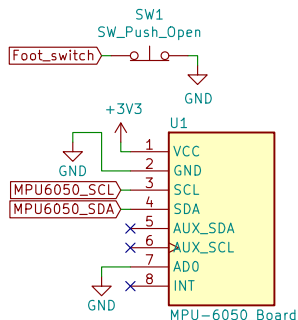 SW1
SW_Push_Open
Foot_switch
GND
+3V3
U1
GND
1 VCC
2 GND
MPU6050_SCL 3 SCL
MPU6050_SDA 4 SDA
5 AUX_SDA
6 AUX_SCL
7 AD0
8 INT
GND
MPU-6050 Board